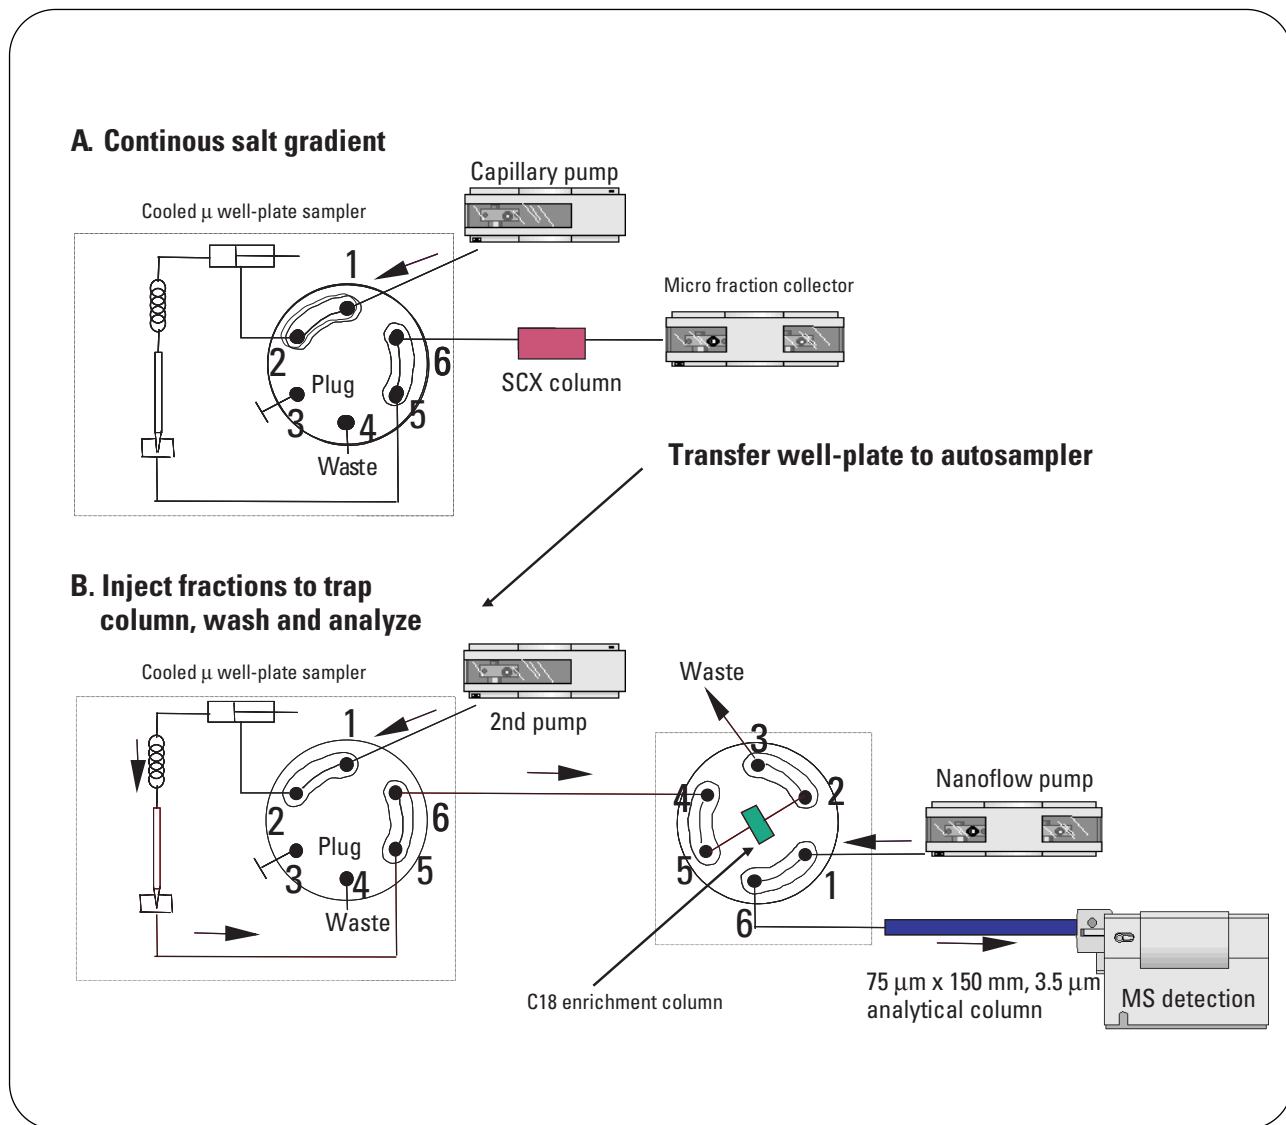 A. Continous salt gradient
Capillary pump
Cooled μ well-plate sampler
1
2
Plug
3
4
Waste
5
6
SCX column
Micro fraction collector
Transfer well-plate to autosampler
B. Inject fractions to trap
column, wash and analyze
Cooled μ well-plate sampler
2nd pump
1
2
Plug
3
4
Waste
5
6
Waste
3
4
2
5
1
6
Nanoflow pump
C18 enrichment column
75 μm x 150 mm, 3.5 μm
analytical column
MS detection